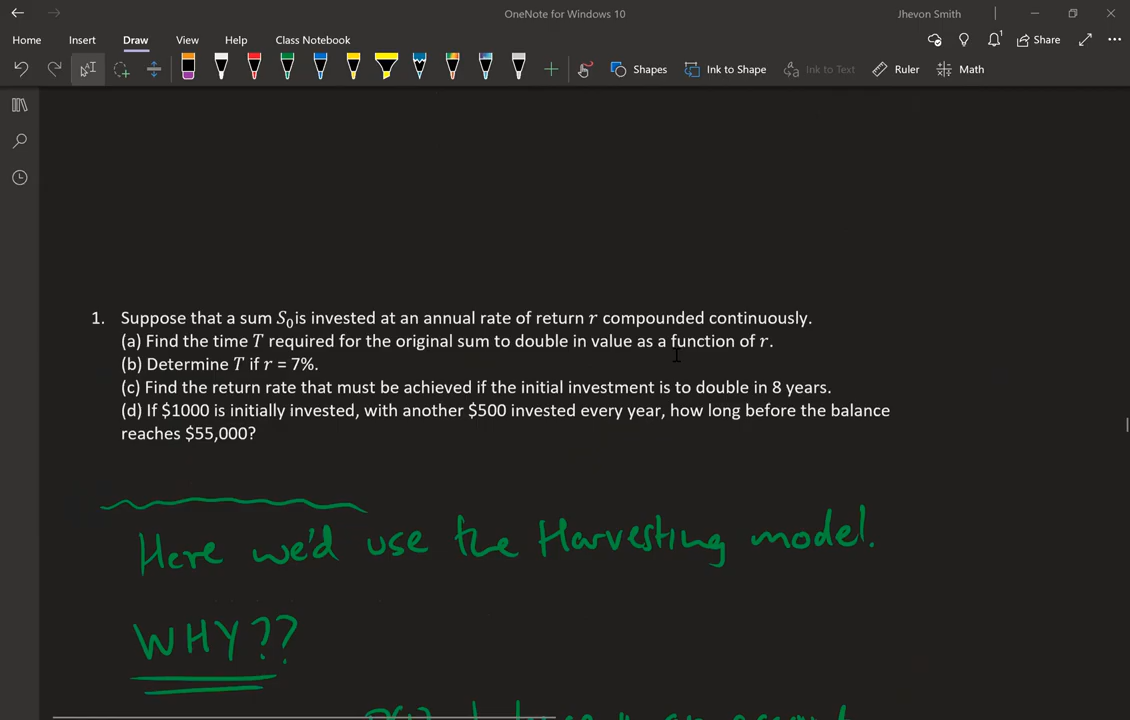 OneNote for Windows 10
Jhevon Smith
Home Insert Draw View Help Class Notebook Share
Shapes Ink to Shape Ink to Text Ruler Math
1. Suppose that a sum S₀ is invested at an annual rate of return r compounded continuously.
(a) Find the time T required for the original sum to double in value as a function of r.
(b) Determine T if r = 7%.
(c) Find the return rate that must be achieved if the initial investment is to double in 8 years.
(d) If $1000 is initially invested, with another $500 invested every year, how long before the balance
reaches $55,000?
Here we'd use the Harvesting model.
WHY??